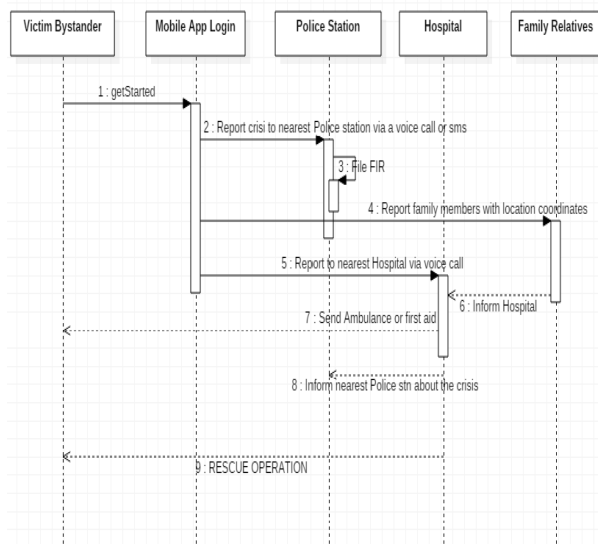 Victim Bystander
Mobile App Login
Police Station
Hospital
Family Relatives
1 : getStarted
2 : Report crisi to nearest Police station via a voice call or sms
3 : File FIR
4 : Report family members with location coordinates
5 : Report to nearest Hospital via voice call
6 : Inform Hospital
7 : Send Ambulance or first aid
8 : Inform nearest Police stn about the crisis
9 : RESCUE OPERATION